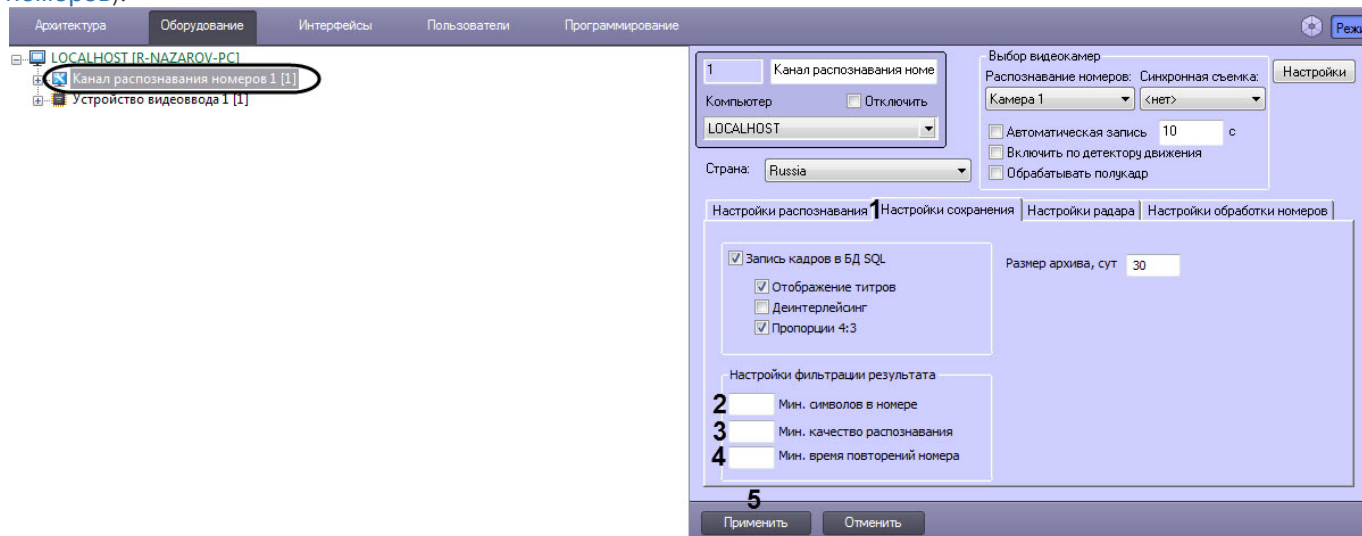 номеров).
Архитектура Оборудование Интерфейсы Пользователи Программирование
LOCALHOST [R-NAZAROV-PC]
Канал распознавания номеров 1 [1]
Устройство видеоввода 1 [1]
1 Канал распознавания номе
Компьютер Отключить
LOCALHOST
Страна: Russia
Выбор видеокамер
Распознавание номеров: Синхронная съемка: Настройки
Камера 1 <нет>
Автоматическая запись 10 с
Включить по детектору движения
Обрабатывать полукадр
Настройки распознавания 1 Настройки сохранения Настройки радара Настройки обработки номеров
Запись кадров в БД SQL Размер архива, сут 30
Отображение титров
Деинтерлейсинг
Пропорции 4:3
Настройки фильтрации результата
2 Мин. символов в номере
3 Мин. качество распознавания
4 Мин. время повторений номера
5
Применить Отменить